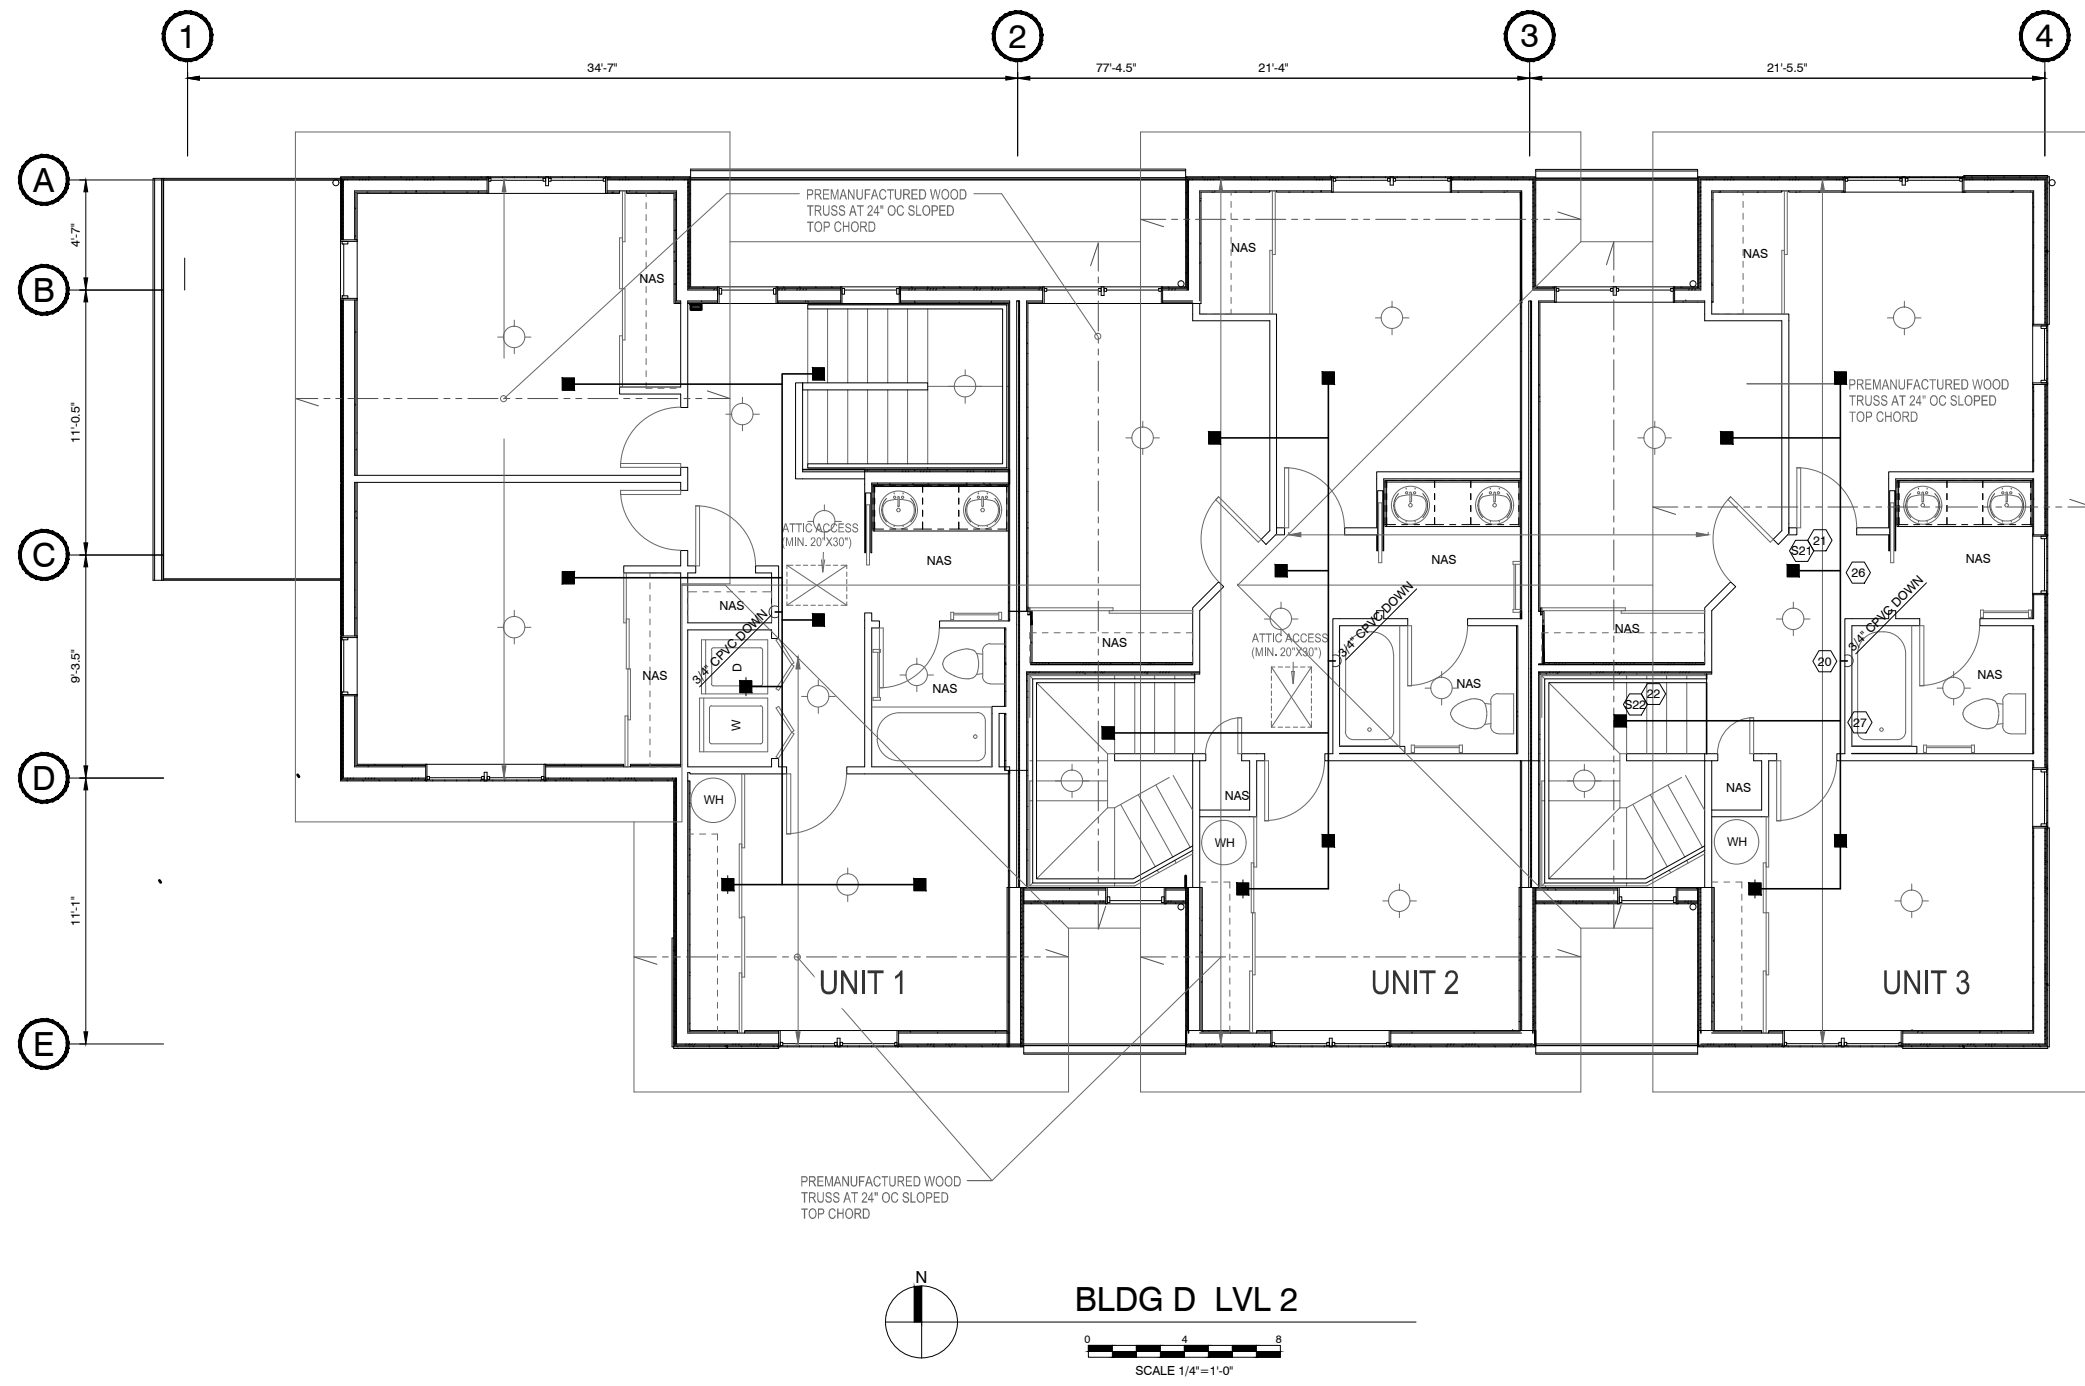 1
2
3
4
34'-7"
77'-4.5"
21'-4"
21'-5.5"
A
B
C
D
E
4'-7"
11'-0.5"
9'-3.5"
11'-1"
PREMANUFACTURED WOOD
TRUSS AT 24" OC SLOPED
TOP CHORD
NAS
NAS
NAS
PREMANUFACTURED WOOD
TRUSS AT 24" OC SLOPED
TOP CHORD
ATTIC ACCESS
(MIN. 20"X30")
NAS
NAS
NAS
21
S21
26
NAS
3/4" CPVC DOWN
3/4" CPVC DOWN
3/4" CPVC DOWN
NAS
NAS
NAS
ATTIC ACCESS
(MIN. 20"X30")
20
D
NAS
NAS
NAS
NAS
22
S22
27
W
WH
NAS
NAS
WH
WH
UNIT 1
UNIT 2
UNIT 3
PREMANUFACTURED WOOD
TRUSS AT 24" OC SLOPED
TOP CHORD
N
BLDG D LVL 2
0 4 8
SCALE 1/4"=1'-0"